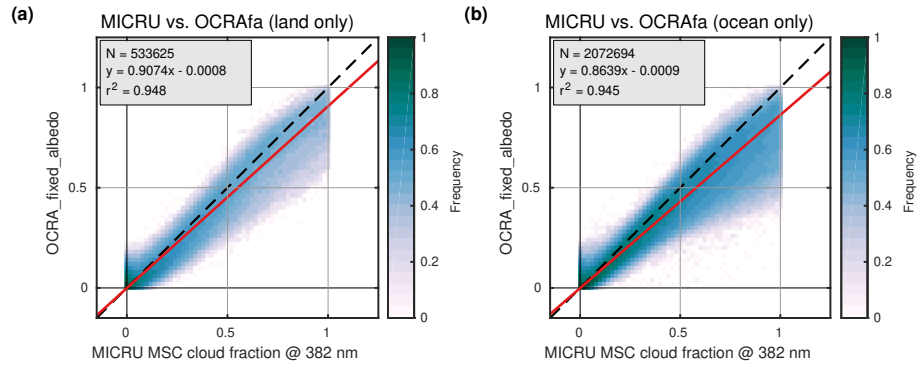 (a)
MICRU vs. OCRAfa (land only)
N = 533625
y = 0.9074x - 0.0008
r² = 0.948
1
0.5
0
OCRA_fixed_albedo
0
0.5
1
MICRU MSC cloud fraction @ 382 nm
1
0.8
0.6
0.4
0.2
0
Frequency
(b)
MICRU vs. OCRAfa (ocean only)
N = 2072694
y = 0.8639x - 0.0009
r² = 0.945
1
0.5
0
OCRA_fixed_albedo
0
0.5
1
MICRU MSC cloud fraction @ 382 nm
1
0.8
0.6
0.4
0.2
0
Frequency